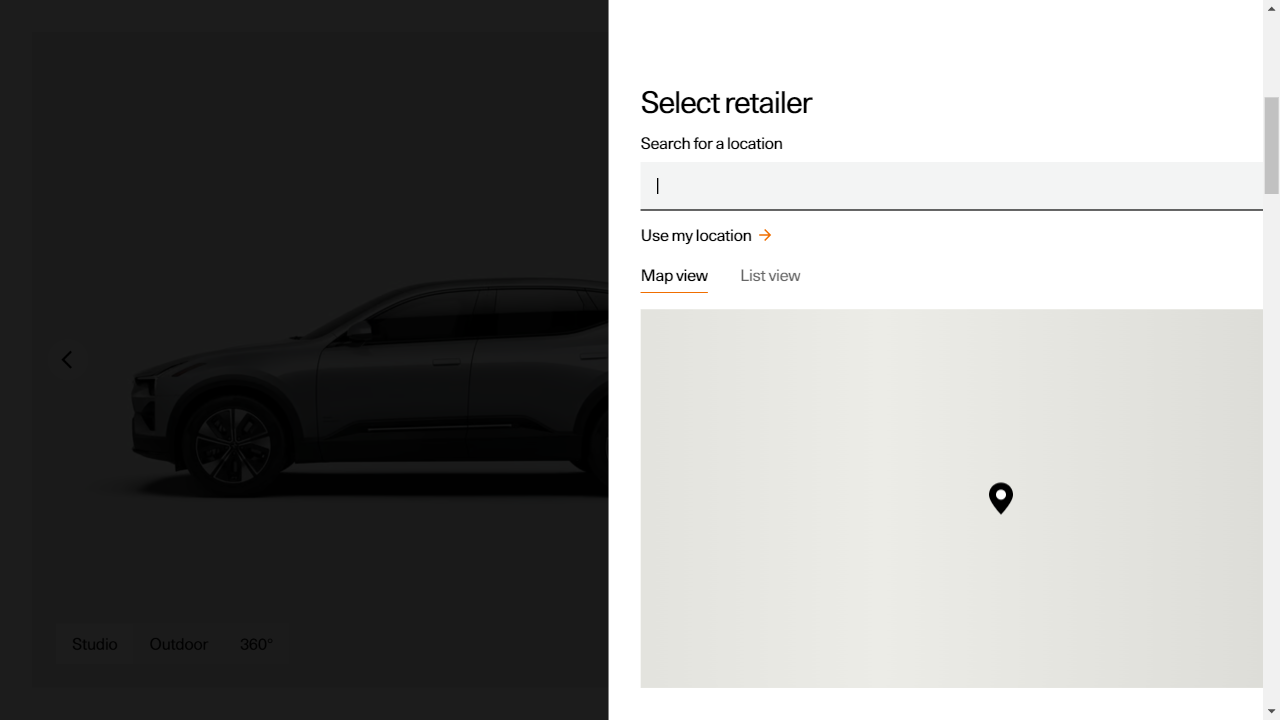 Select retailer
Search for a location
Use my location
Map view
List view
Studio
Outdoor
360°